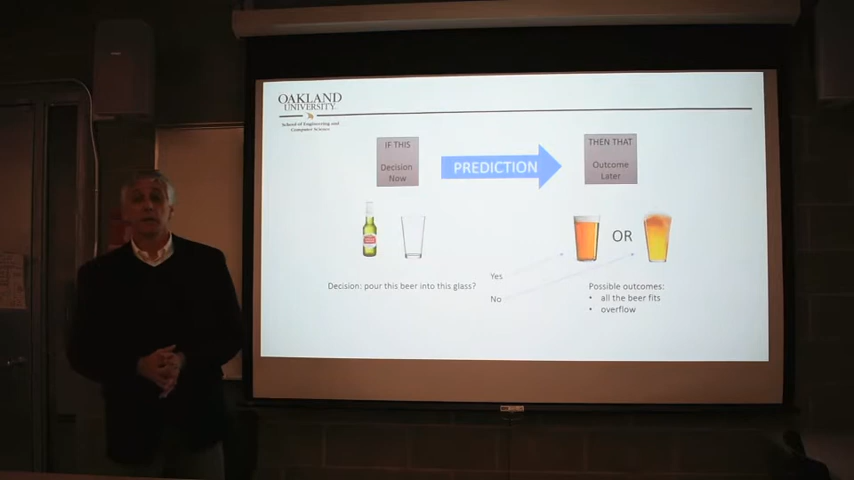 OAKLAND
UNIVERSITY
School of Engineering and
Computer Science
IF THIS
Decision
Now
PREDICTION
THEN THAT
Outcome
Later
OR
Yes
No
Decision: pour this beer into this glass?
Possible outcomes:
• all the beer fits
• overflow